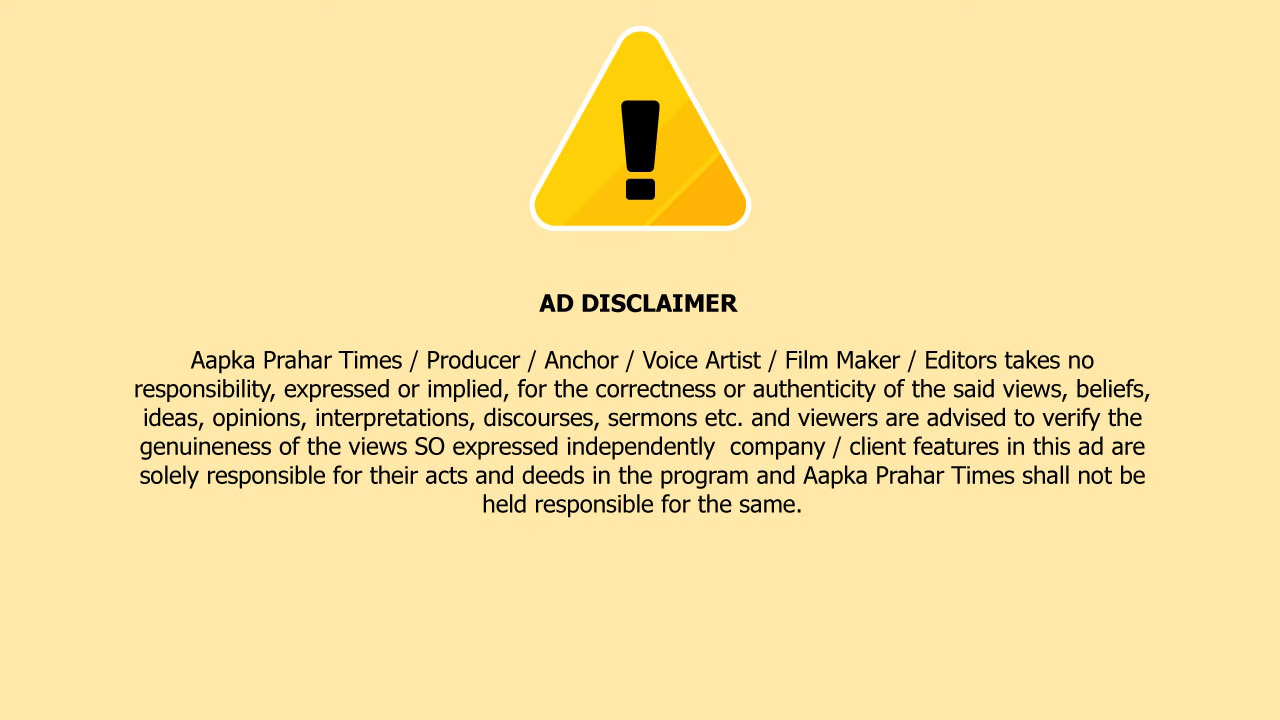 AD DISCLAIMER
Aapka Prahar Times / Producer / Anchor / Voice Artist / Film Maker / Editors takes no
responsibility, expressed or implied, for the correctness or authenticity of the said views, beliefs,
ideas, opinions, interpretations, discourses, sermons etc. and viewers are advised to verify the
genuineness of the views SO expressed independently  company / client features in this ad are
solely responsible for their acts and deeds in the program and Aapka Prahar Times shall not be
held responsible for the same.